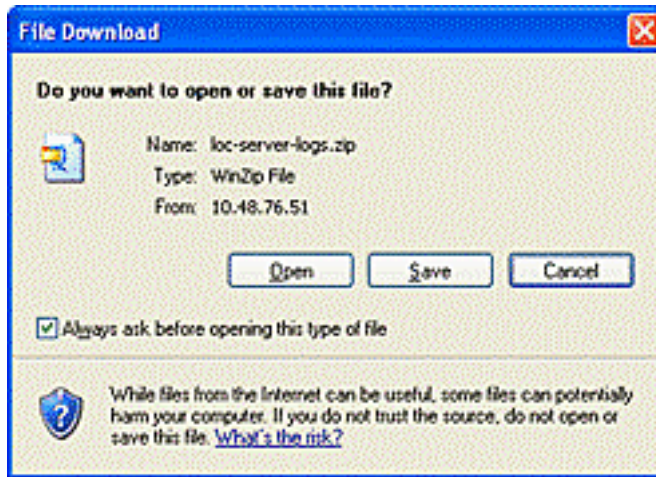 File Download
Do you want to open or save this file?
Name: loc-server-logs.zip
Type: WinZip File
From: 10.48.76.51
Open Save Cancel
Always ask before opening this type of file
While files from the Internet can be useful, some files can potentially
harm your computer. If you do not trust the source, do not open or
save this file. What's the risk?